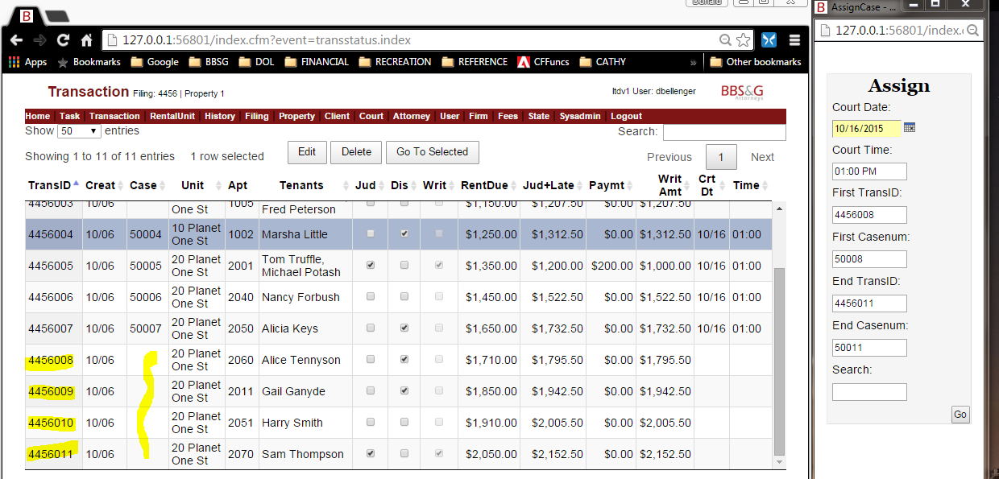 Donald
B
127.0.0.1:56801/index.cfm?event=transstatus.index
Apps Bookmarks Google BBSG DOL FINANCIAL RECREATION REFERENCE CFFuncs CATHY » Other bookmarks
Transaction Filing: 4456 | Property 1 ltdv1 User: dbellenger BBS&G
Attorneys
Home | Task | Transaction | RentalUnit | History | Filing | Property | Client | Court | Attorney | User | Firm | Fees | State | Sysadmin | Logout
Show 50 entries Search:
Showing 1 to 11 of 11 entries 1 row selected Edit Delete Go To Selected Previous 1 Next
TransID Creat Case Unit Apt Tenants Jud Dis Writ RentDue Jud+Late Paymt Writ Amt Crt Dt Time
4456003 10/06 One St 1005 Fred Peterson $1,150.00 $1,207.50 $0.00 $1,207.50
4456004 10/06 50004 10 Planet One St 1002 Marsha Little $1,250.00 $1,312.50 $0.00 $1,312.50 10/16 01:00
4456005 10/06 50005 20 Planet One St 2001 Tom Truffle, Michael Potash $1,350.00 $1,200.00 $200.00 $1,000.00 10/16 01:00
4456006 10/06 50006 20 Planet One St 2040 Nancy Forbush $1,450.00 $1,522.50 $0.00 $1,522.50 10/16 01:00
4456007 10/06 50007 20 Planet One St 2050 Alicia Keys $1,650.00 $1,732.50 $0.00 $1,732.50 10/16 01:00
4456008 10/06 20 Planet One St 2060 Alice Tennyson $1,710.00 $1,795.50 $0.00 $1,795.50
4456009 10/06 20 Planet One St 2011 Gail Ganyde $1,850.00 $1,942.50 $0.00 $1,942.50
4456010 10/06 20 Planet One St 2051 Harry Smith $1,910.00 $2,005.50 $0.00 $2,005.50
4456011 10/06 20 Planet One St 2070 Sam Thompson $2,050.00 $2,152.50 $0.00 $2,152.50
B AssignCase - ...
127.0.0.1:56801/index.c
Assign
Court Date:
10/16/2015
Court Time:
01:00 PM
First TransID:
4456008
First Casenum:
50008
End TransID:
4456011
End Casenum:
50011
Search:
Go